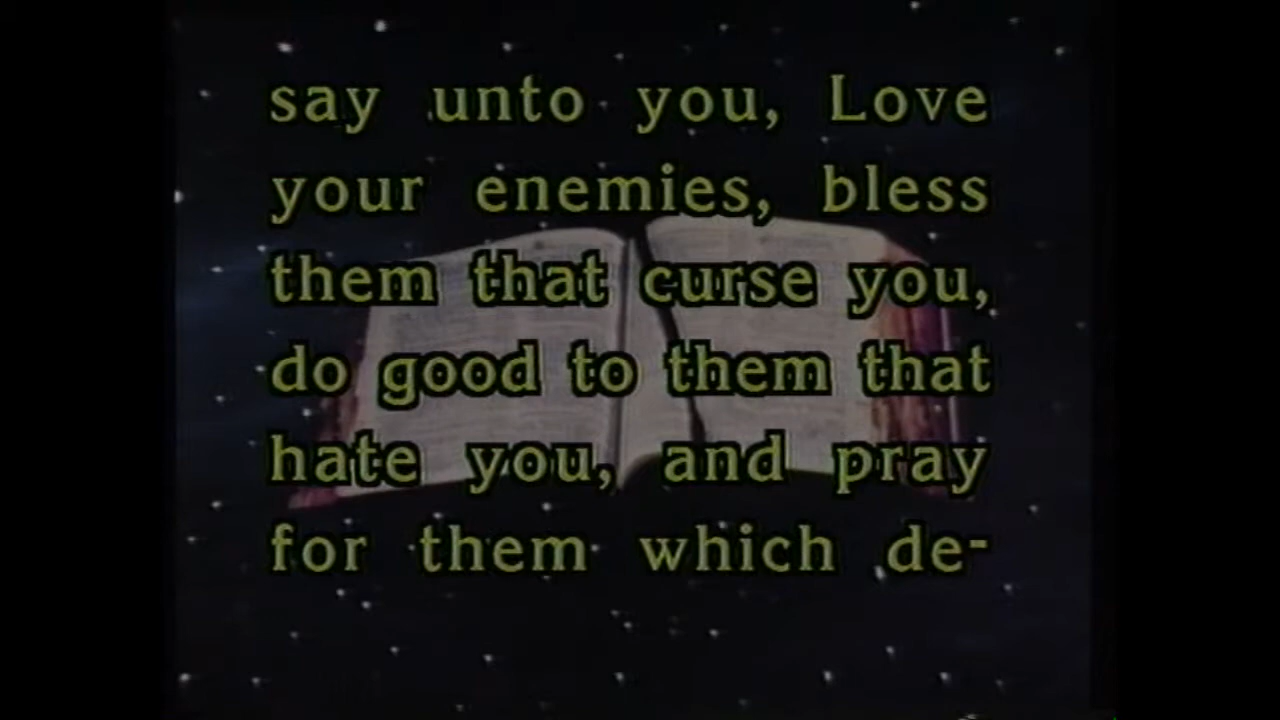 say unto you, Love
your enemies, bless
them that curse you,
do good to them that
hate you, and pray
for them which de-